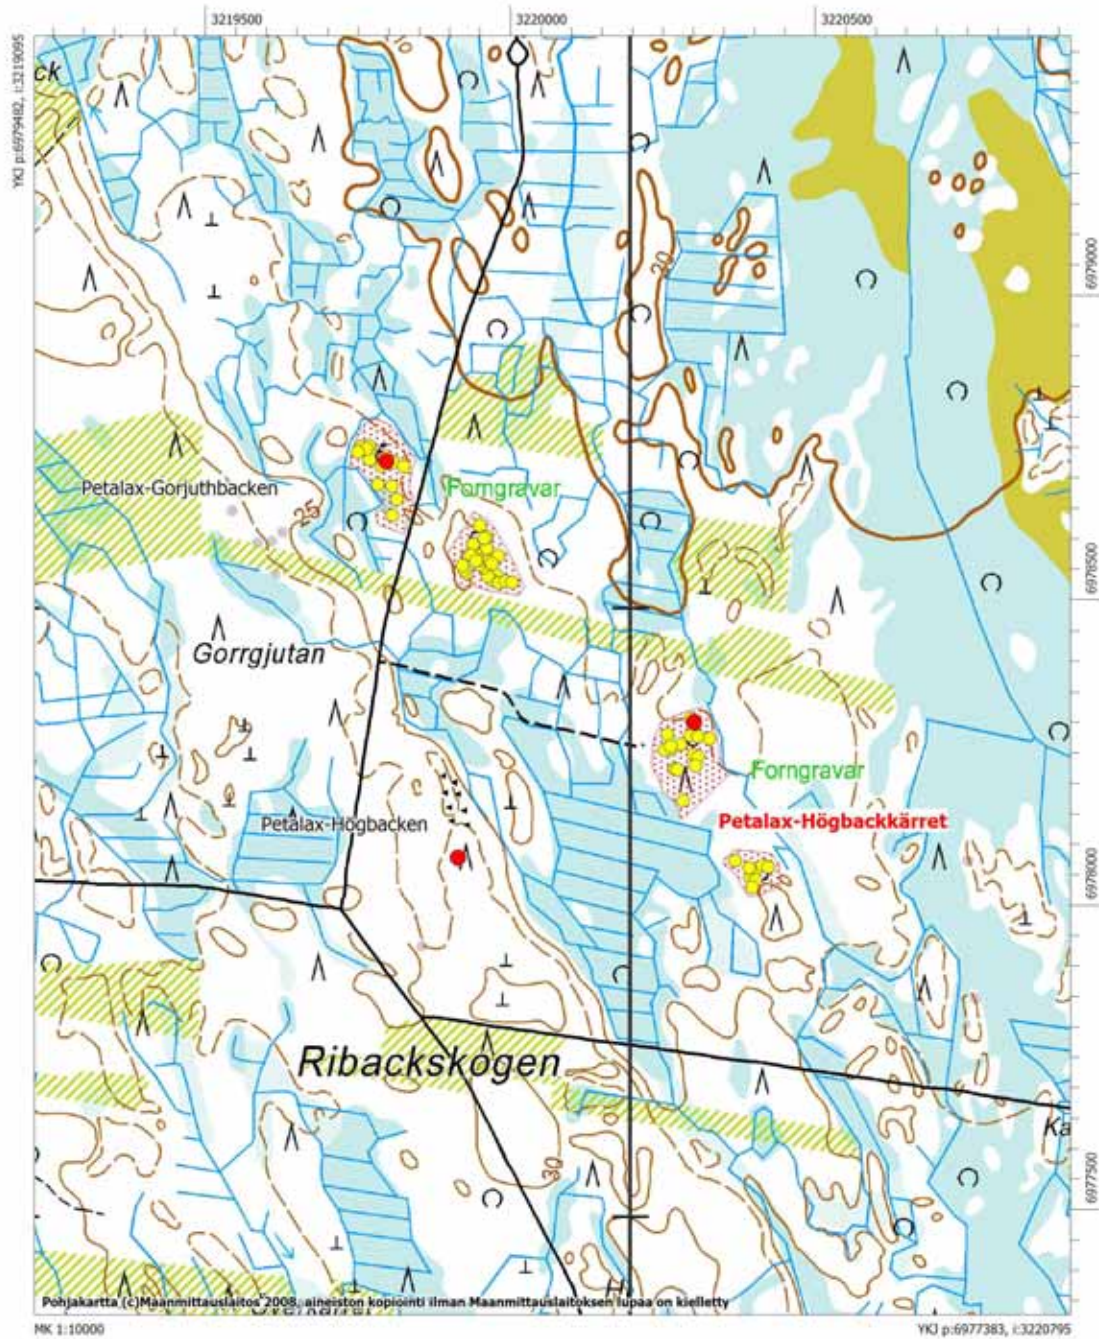 3219500
3220000
3220500
YKJ p:6979482, i:3219095
ck
20
6979000
Petalax-Gorjuthbacken
Forngravar
25
6978500
Gorrgjutan
Forngravar
Petalax-Högbacken
Petalax-Högbackkärret
6978000
Ribackskogen
Ka
30
6977500
H
Pohjakartta (c)Maanmittauslaitos 2008, aineiston kopiointi ilman Maanmittauslaitoksen lupaa on kielletty
MK 1:10000
YKJ p:6977383, i:3220795